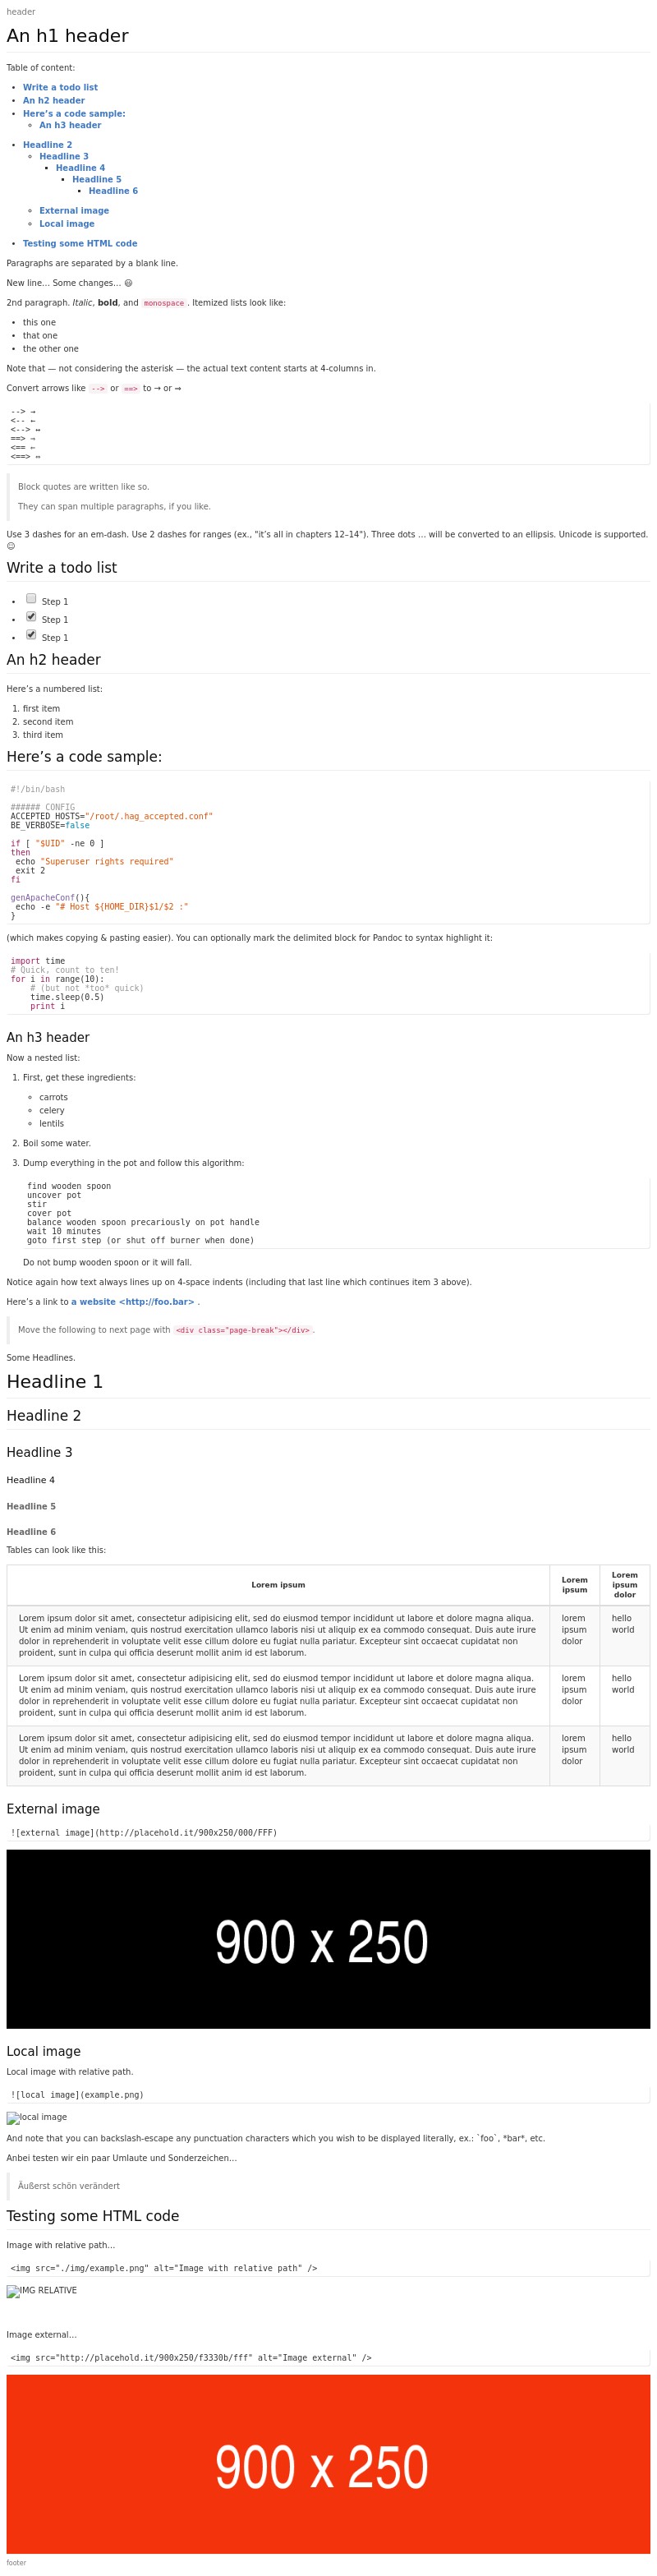 header
An h1 header
Table of content:
Write a todo list
An h2 header
Here’s a code sample:
An h3 header
Headline 2
Headline 3
Headline 4
Headline 5
Headline 6
External image
Local image
Testing some HTML code
Paragraphs are separated by a blank line.
New line… Some changes… 😃
2nd paragraph. Italic, bold, and monospace . Itemized lists look like:
this one
that one
the other one
Note that — not considering the asterisk — the actual text content starts at 4-columns in.
Convert arrows like --> or ==> to → or ⇒
--> →
<-- ←
<--> ↔
==> ⇒
<== ⇐
<==> ⇔
Block quotes are written like so.
They can span multiple paragraphs, if you like.
Use 3 dashes for an em-dash. Use 2 dashes for ranges (ex., "it’s all in chapters 12–14"). Three dots … will be converted to an ellipsis. Unicode is supported.
☺
Write a todo list
Step 1
Step 1
Step 1
An h2 header
Here’s a numbered list:
1. first item
2. second item
3. third item
Here’s a code sample:
#!/bin/bash
###### CONFIG
ACCEPTED_HOSTS="/root/.hag_accepted.conf"
BE_VERBOSE=false
if [ "$UID" -ne 0 ]
then
echo "Superuser rights required"
exit 2
fi
genApacheConf(){
echo -e "# Host ${HOME_DIR}$1/$2 :"
}
(which makes copying & pasting easier). You can optionally mark the delimited block for Pandoc to syntax highlight it:
import time
# Quick, count to ten!
for i in range(10):
# (but not *too* quick)
time.sleep(0.5)
print i
An h3 header
Now a nested list:
1. First, get these ingredients:
carrots
celery
lentils
2. Boil some water.
3. Dump everything in the pot and follow this algorithm:
find wooden spoon
uncover pot
stir
cover pot
balance wooden spoon precariously on pot handle
wait 10 minutes
goto first step (or shut off burner when done)
Do not bump wooden spoon or it will fall.
Notice again how text always lines up on 4-space indents (including that last line which continues item 3 above).
Here’s a link to a website <http://foo.bar> .
Move the following to next page with <div class="page-break"></div>.
Some Headlines.
Headline 1
Headline 2
Headline 3
Headline 4
Headline 5
Headline 6
Tables can look like this:
Lorem ipsum Lorem ipsum Lorem ipsum dolor
Lorem ipsum dolor sit amet, consectetur adipisicing elit, sed do eiusmod tempor incididunt ut labore et dolore magna aliqua. lorem hello
Ut enim ad minim veniam, quis nostrud exercitation ullamco laboris nisi ut aliquip ex ea commodo consequat. Duis aute irure ipsum world
dolor in reprehenderit in voluptate velit esse cillum dolore eu fugiat nulla pariatur. Excepteur sint occaecat cupidatat non dolor
proident, sunt in culpa qui officia deserunt mollit anim id est laborum.
Lorem ipsum dolor sit amet, consectetur adipisicing elit, sed do eiusmod tempor incididunt ut labore et dolore magna aliqua. lorem hello
Ut enim ad minim veniam, quis nostrud exercitation ullamco laboris nisi ut aliquip ex ea commodo consequat. Duis aute irure ipsum world
dolor in reprehenderit in voluptate velit esse cillum dolore eu fugiat nulla pariatur. Excepteur sint occaecat cupidatat non dolor
proident, sunt in culpa qui officia deserunt mollit anim id est laborum.
Lorem ipsum dolor sit amet, consectetur adipisicing elit, sed do eiusmod tempor incididunt ut labore et dolore magna aliqua. lorem hello
Ut enim ad minim veniam, quis nostrud exercitation ullamco laboris nisi ut aliquip ex ea commodo consequat. Duis aute irure ipsum world
dolor in reprehenderit in voluptate velit esse cillum dolore eu fugiat nulla pariatur. Excepteur sint occaecat cupidatat non dolor
proident, sunt in culpa qui officia deserunt mollit anim id est laborum.
External image
![external image](http://placehold.it/900x250/000/FFF)
900 x 250
Local image
Local image with relative path.
![local image](example.png)
local image
And note that you can backslash-escape any punctuation characters which you wish to be displayed literally, ex.: `foo`, *bar*, etc.
Anbei testen wir ein paar Umlaute und Sonderzeichen…
Äußerst schön verändert
Testing some HTML code
Image with relative path…
<img src="./img/example.png" alt="Image with relative path" />
IMG RELATIVE
Image external…
<img src="http://placehold.it/900x250/f3330b/fff" alt="Image external" />
900 x 250
footer